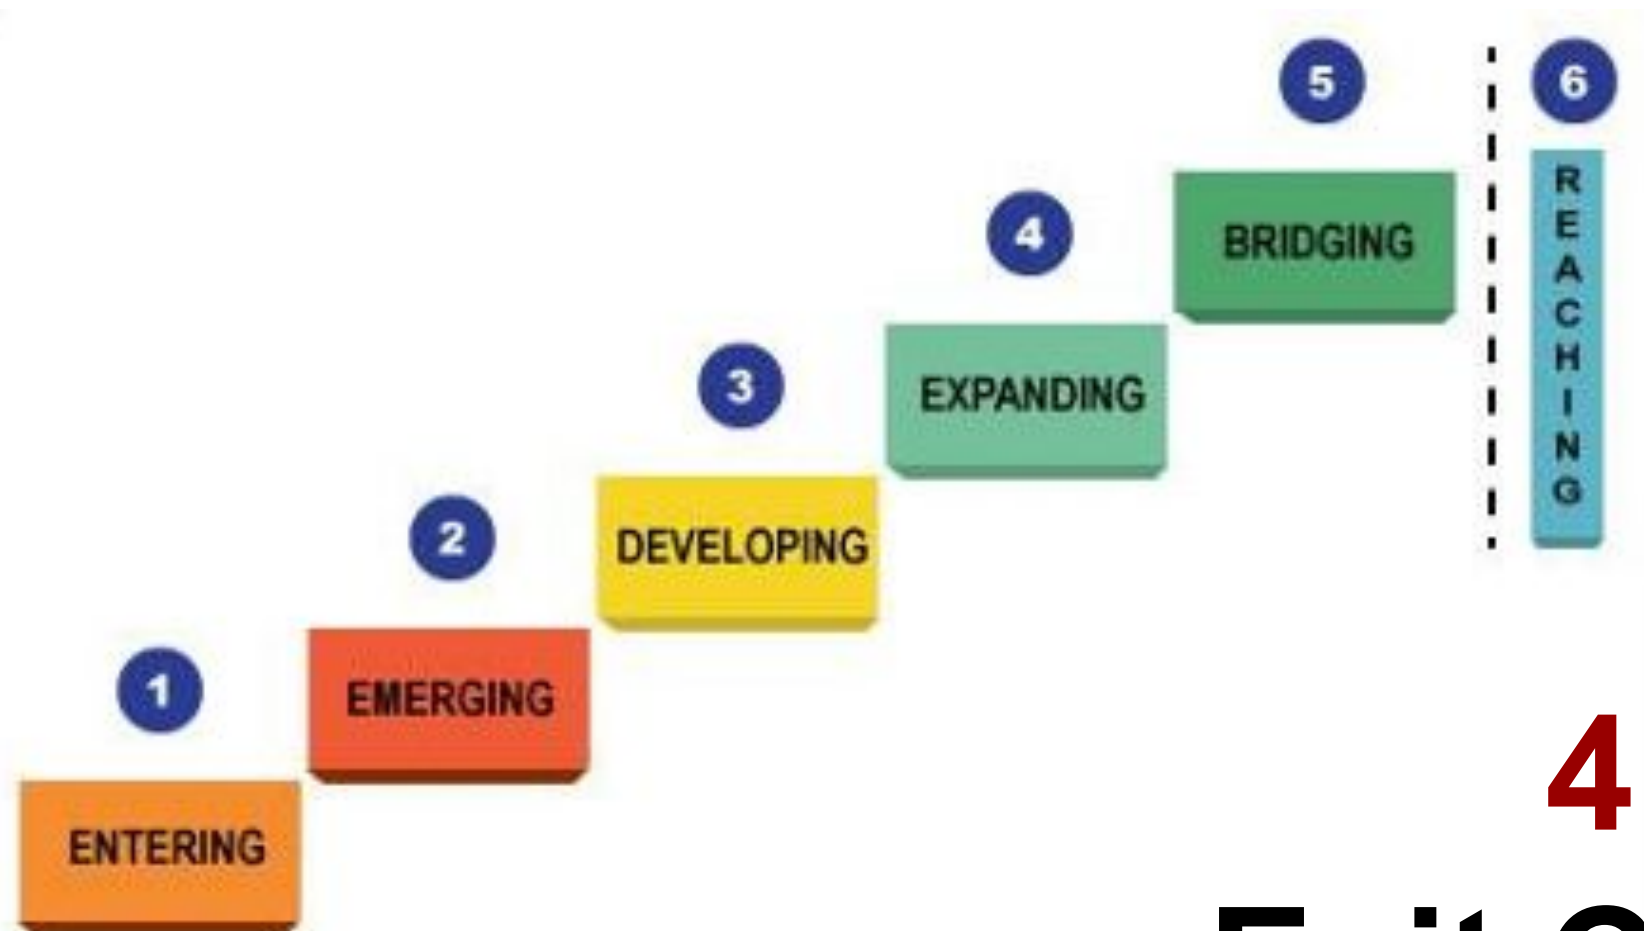 5
6
BRIDGING
REACHING
4
EXPANDING
3
DEVELOPING
2
EMERGING
1
ENTERING
4